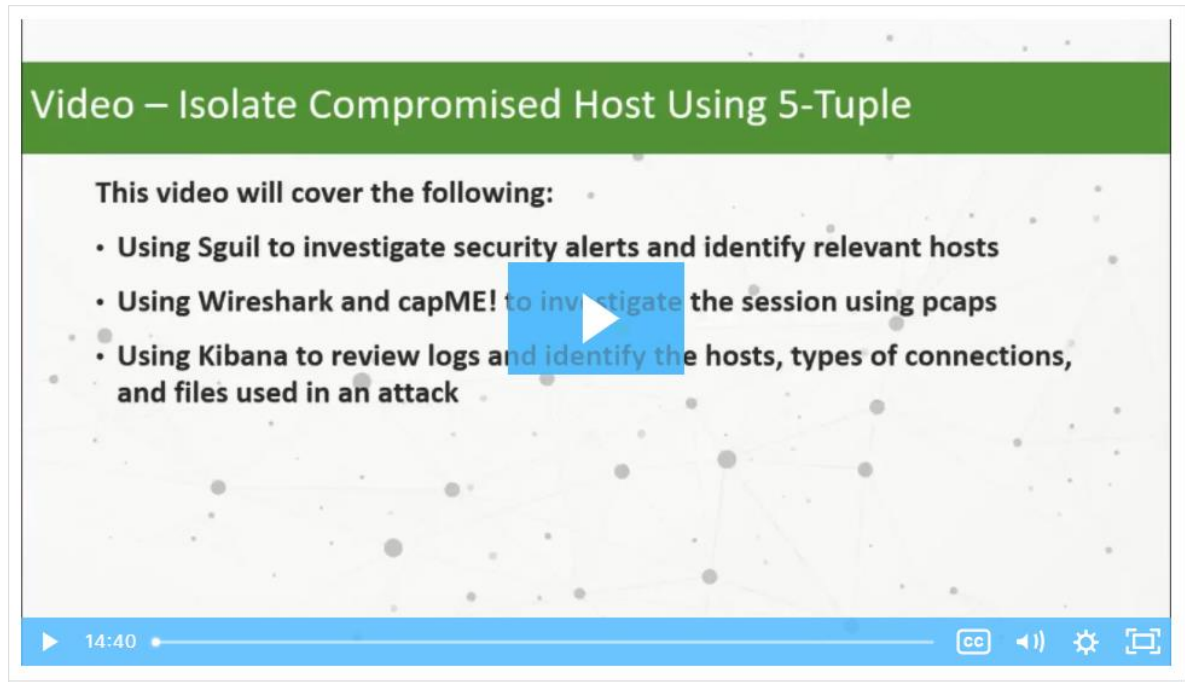 Video – Isolate Compromised Host Using 5-Tuple
This video will cover the following:
• Using Sguil to investigate security alerts and identify relevant hosts
• Using Wireshark and capME! to investigate the session using pcaps
• Using Kibana to review logs and identify the hosts, types of connections,
and files used in an attack
14:40
CC